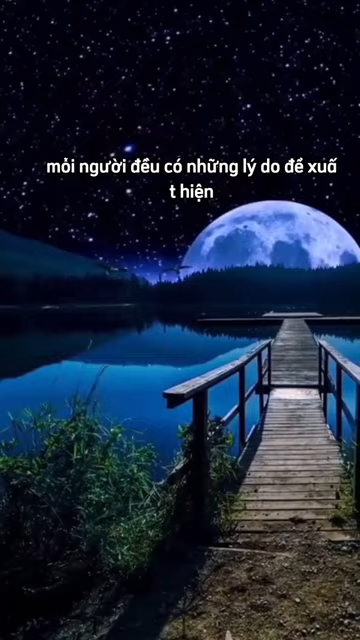 mỏi người đều có những lý do để xuấ
t hiện